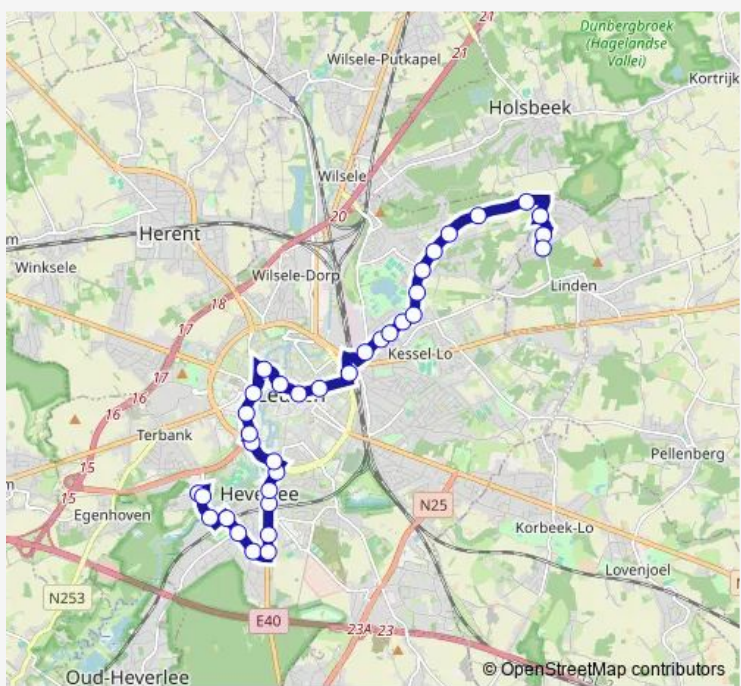 21
Dunbergbroek
(Hagelandse
Vallei)
Wilsele-Putkapel
21
Kortrijk
Holsbeek
Wilsele
20
Herent
m
Winksele
Wilsele-Dorp
Linden
18
17
Kessel-Lo
17
16
16
Terbank
Pellenberg
15
m
15
Heverlee
Egenhoven
N25
Korbeek-Lo
Lovenjoel
N253
N
E40
23A 23
Oud-Heverlee
© OpenStreetMap contributors